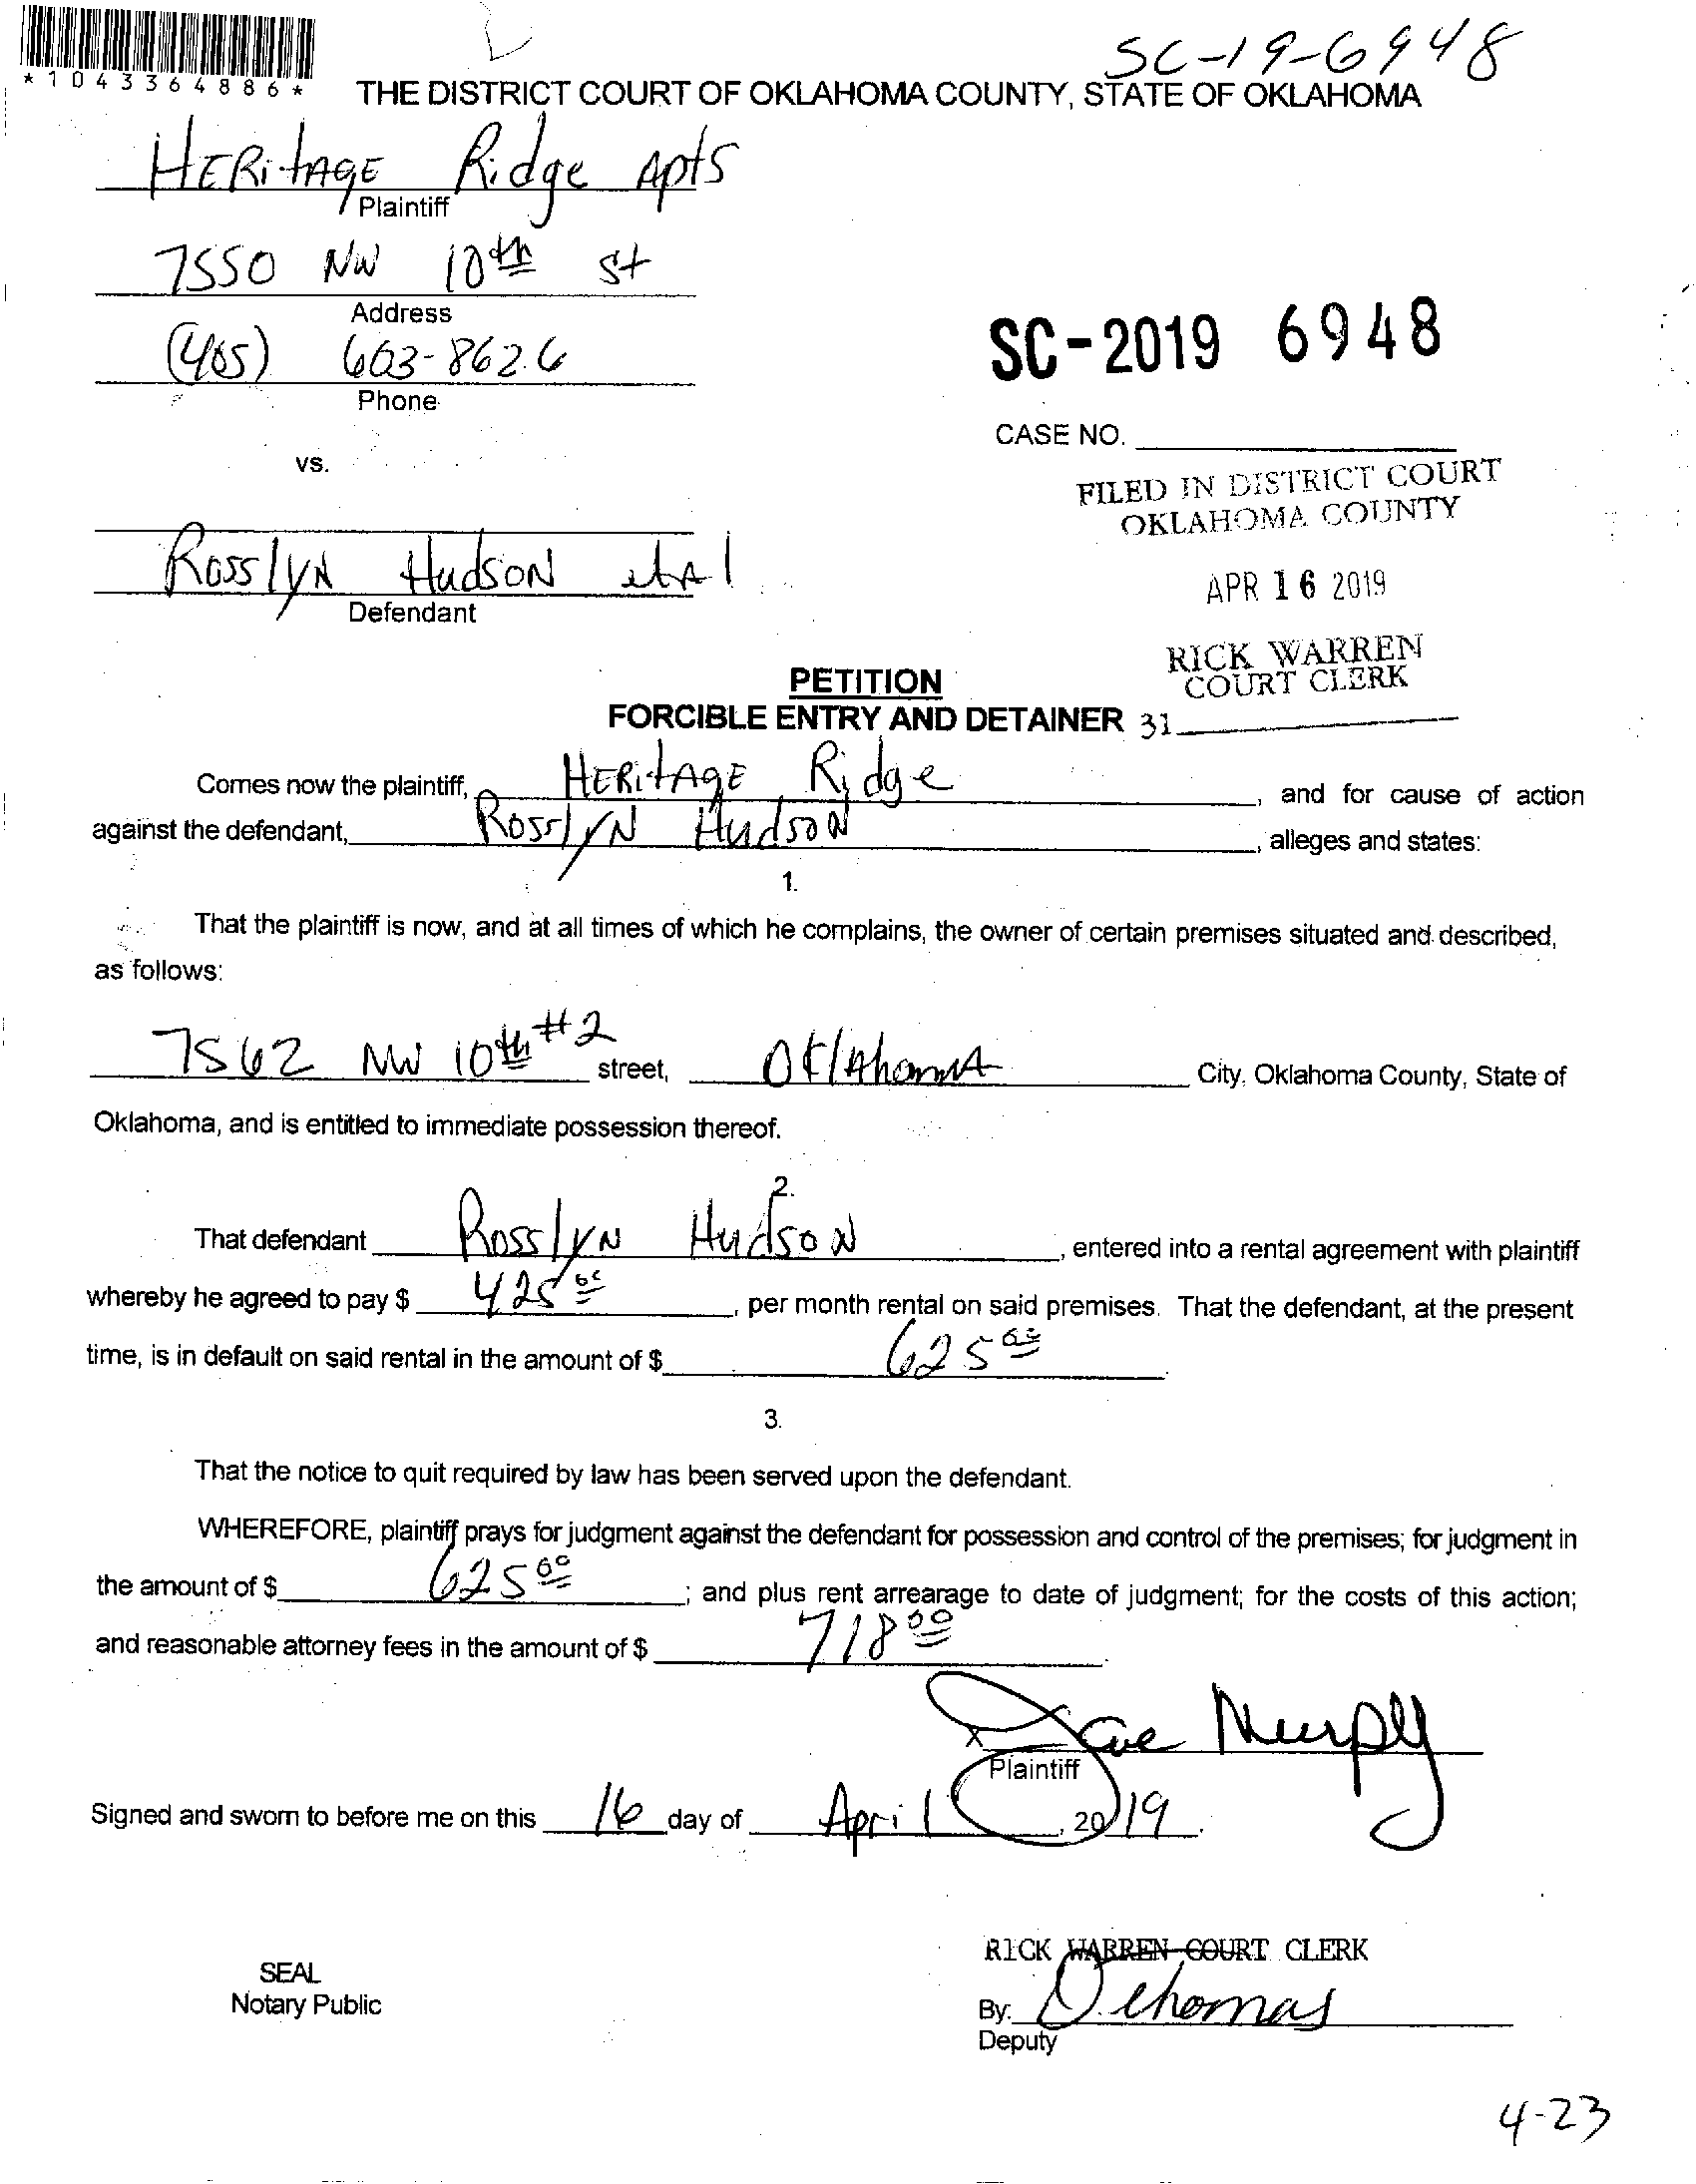 SC-19-6948
*1043364886*
THE DISTRICT COURT OF OKLAHOMA COUNTY, STATE OF OKLAHOMA
HERitAGE Ridge Apts
Plaintiff
7550 NW 10th St
Address
(405) 603-8626
Phone
SC-2019 6948
CASE NO.
vs.
FILED IN DISTRICT COURT
OKLAHOMA COUNTY
Rosslyn Hudson etAl
Defendant
APR 16 2019
RICK WARREN
COURT CLERK
PETITION
FORCIBLE ENTRY AND DETAINER 31
Comes now the plaintiff, HERitAGE Ridge, and for cause of action
against the defendant, Rosslyn Hudson, alleges and states:
1.
That the plaintiff is now, and at all times of which he complains, the owner of certain premises situated and described,
as follows:
7562 NW 10th #2 street, OklAhomA City, Oklahoma County, State of
Oklahoma, and is entitled to immediate possession thereof.
2.
That defendant Rosslyn Hudson, entered into a rental agreement with plaintiff
whereby he agreed to pay $ 425 00, per month rental on said premises. That the defendant, at the present
time, is in default on said rental in the amount of $ 625 00.
3.
That the notice to quit required by law has been served upon the defendant.
WHEREFORE, plaintiff prays for judgment against the defendant for possession and control of the premises; for judgment in
the amount of $ 625 00; and plus rent arrearage to date of judgment; for the costs of this action;
and reasonable attorney fees in the amount of $ 718 00.
X Murphy
Plaintiff
Signed and sworn to before me on this 16 day of April, 2019.
RICK WARREN COURT CLERK
SEAL
Notary Public
By: D. Thomas
Deputy
4-23